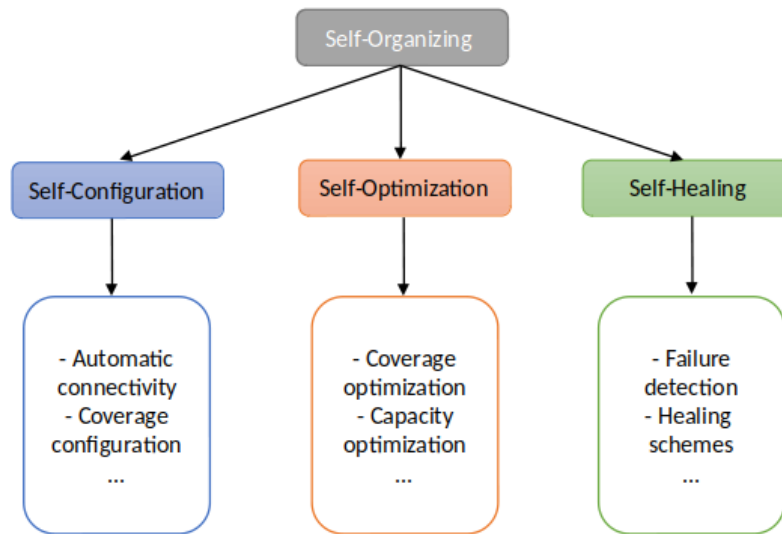 Self-Organizing
Self-Configuration
Self-Optimization
Self-Healing
- Automatic
connectivity
- Coverage
configuration
...
- Coverage
optimization
- Capacity
optimization
...
- Failure
detection
- Healing
schemes
...